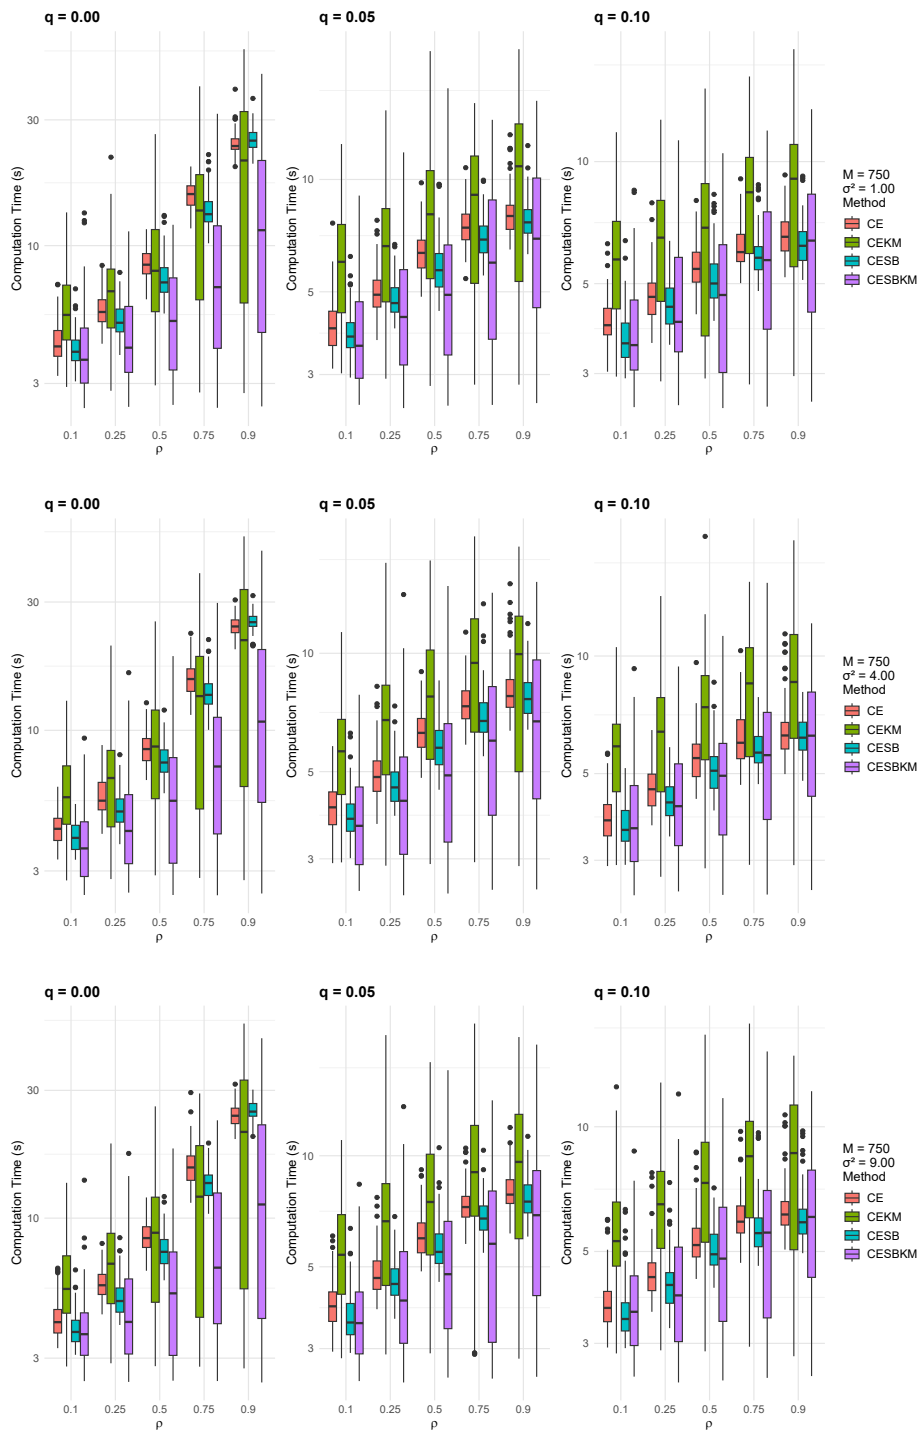 q = 0.00
q = 0.05
q = 0.10
Computation Time (s)
30
10
3
0.1 0.25 0.5 0.75 0.9
ρ
Computation Time (s)
10
5
3
0.1 0.25 0.5 0.75 0.9
ρ
Computation Time (s)
10
5
3
0.1 0.25 0.5 0.75 0.9
ρ
M = 750
σ² = 1.00
Method
CE
CEKM
CESB
CESBKM
q = 0.00
q = 0.05
q = 0.10
Computation Time (s)
30
10
3
0.1 0.25 0.5 0.75 0.9
ρ
Computation Time (s)
10
5
3
0.1 0.25 0.5 0.75 0.9
ρ
Computation Time (s)
10
5
3
0.1 0.25 0.5 0.75 0.9
ρ
M = 750
σ² = 4.00
Method
CE
CEKM
CESB
CESBKM
q = 0.00
q = 0.05
q = 0.10
Computation Time (s)
30
10
3
0.1 0.25 0.5 0.75 0.9
ρ
Computation Time (s)
10
5
3
0.1 0.25 0.5 0.75 0.9
ρ
Computation Time (s)
10
5
3
0.1 0.25 0.5 0.75 0.9
ρ
M = 750
σ² = 9.00
Method
CE
CEKM
CESB
CESBKM